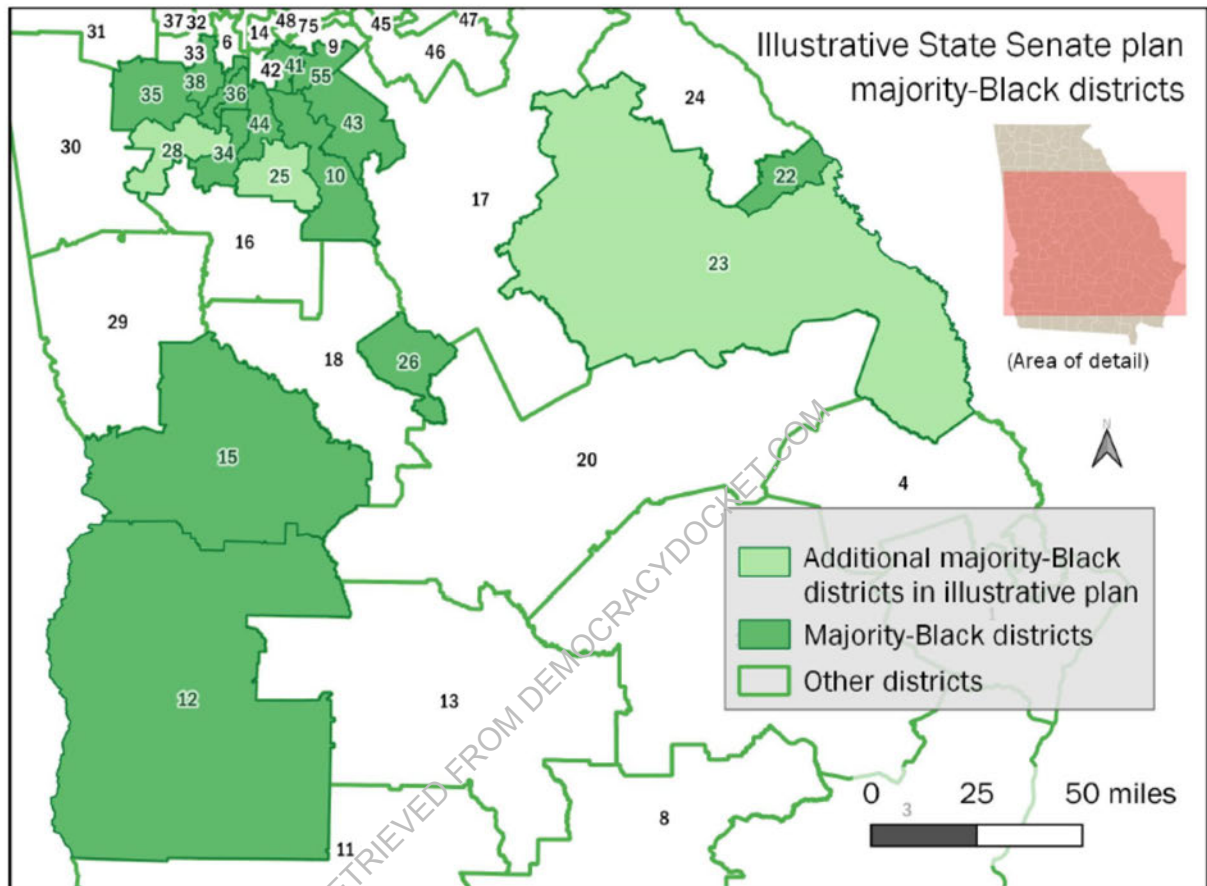 37 32 48 75 45 47
31 14
6 9 46
33 42 41 55
Illustrative State Senate plan
majority-Black districts
35 38 36
24
30 44 43
28 34
25 10 22
17
16
23
29
18
26
(Area of detail)
N
15
20
4
Additional majority-Black
districts in illustrative plan
1
Majority-Black districts
12
13
Other districts
0 25 50 miles
3
8
11
RETRIEVED FROM DEMOCRACYDOCKET.COM